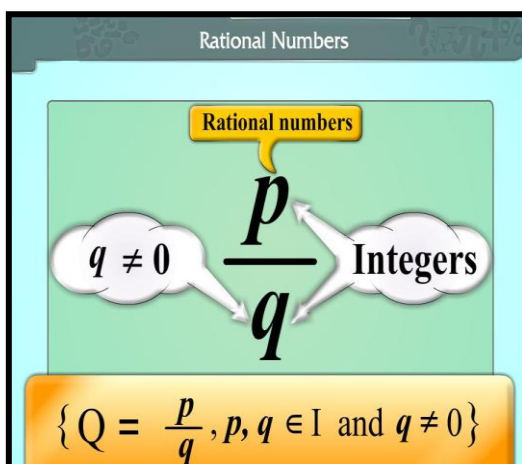 Rational Numbers
Rational numbers
p
q ≠ 0
Integers
q
{Q = p/q, p, q ∈ I and q ≠ 0}